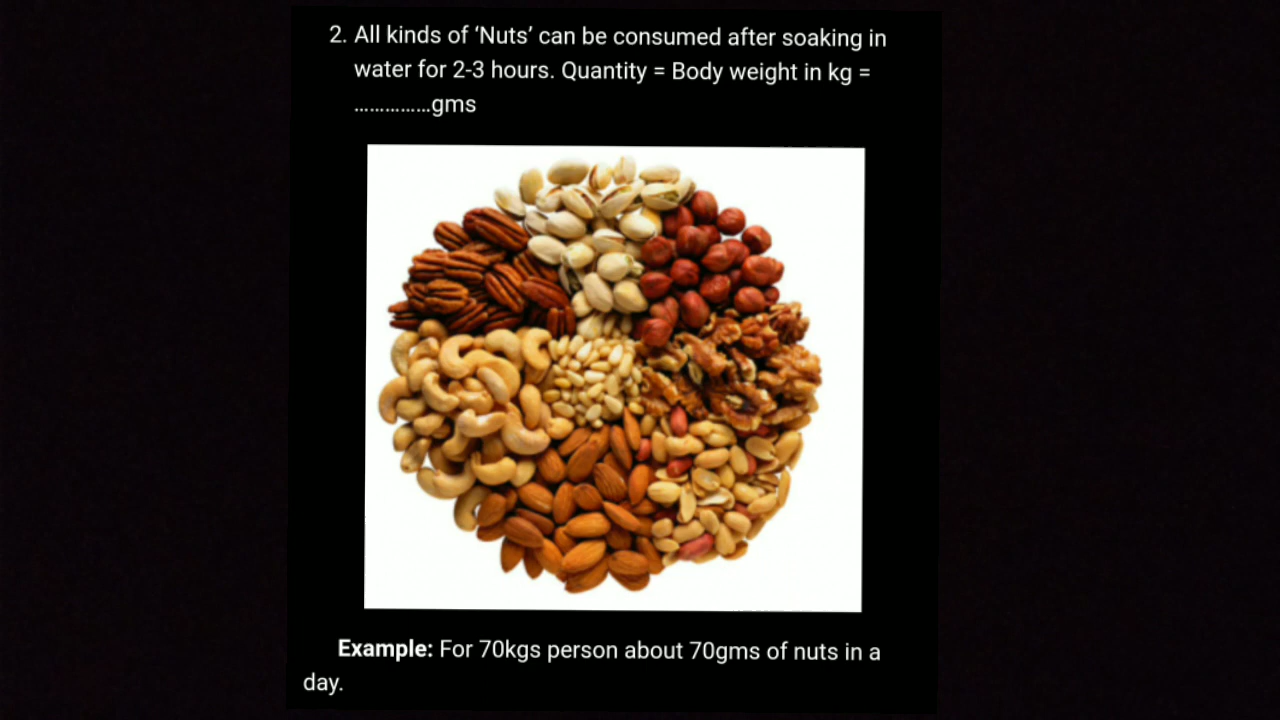 2. All kinds of ‘Nuts’ can be consumed after soaking in
water for 2-3 hours. Quantity = Body weight in kg =
……………gms
Example: For 70kgs person about 70gms of nuts in a
day.